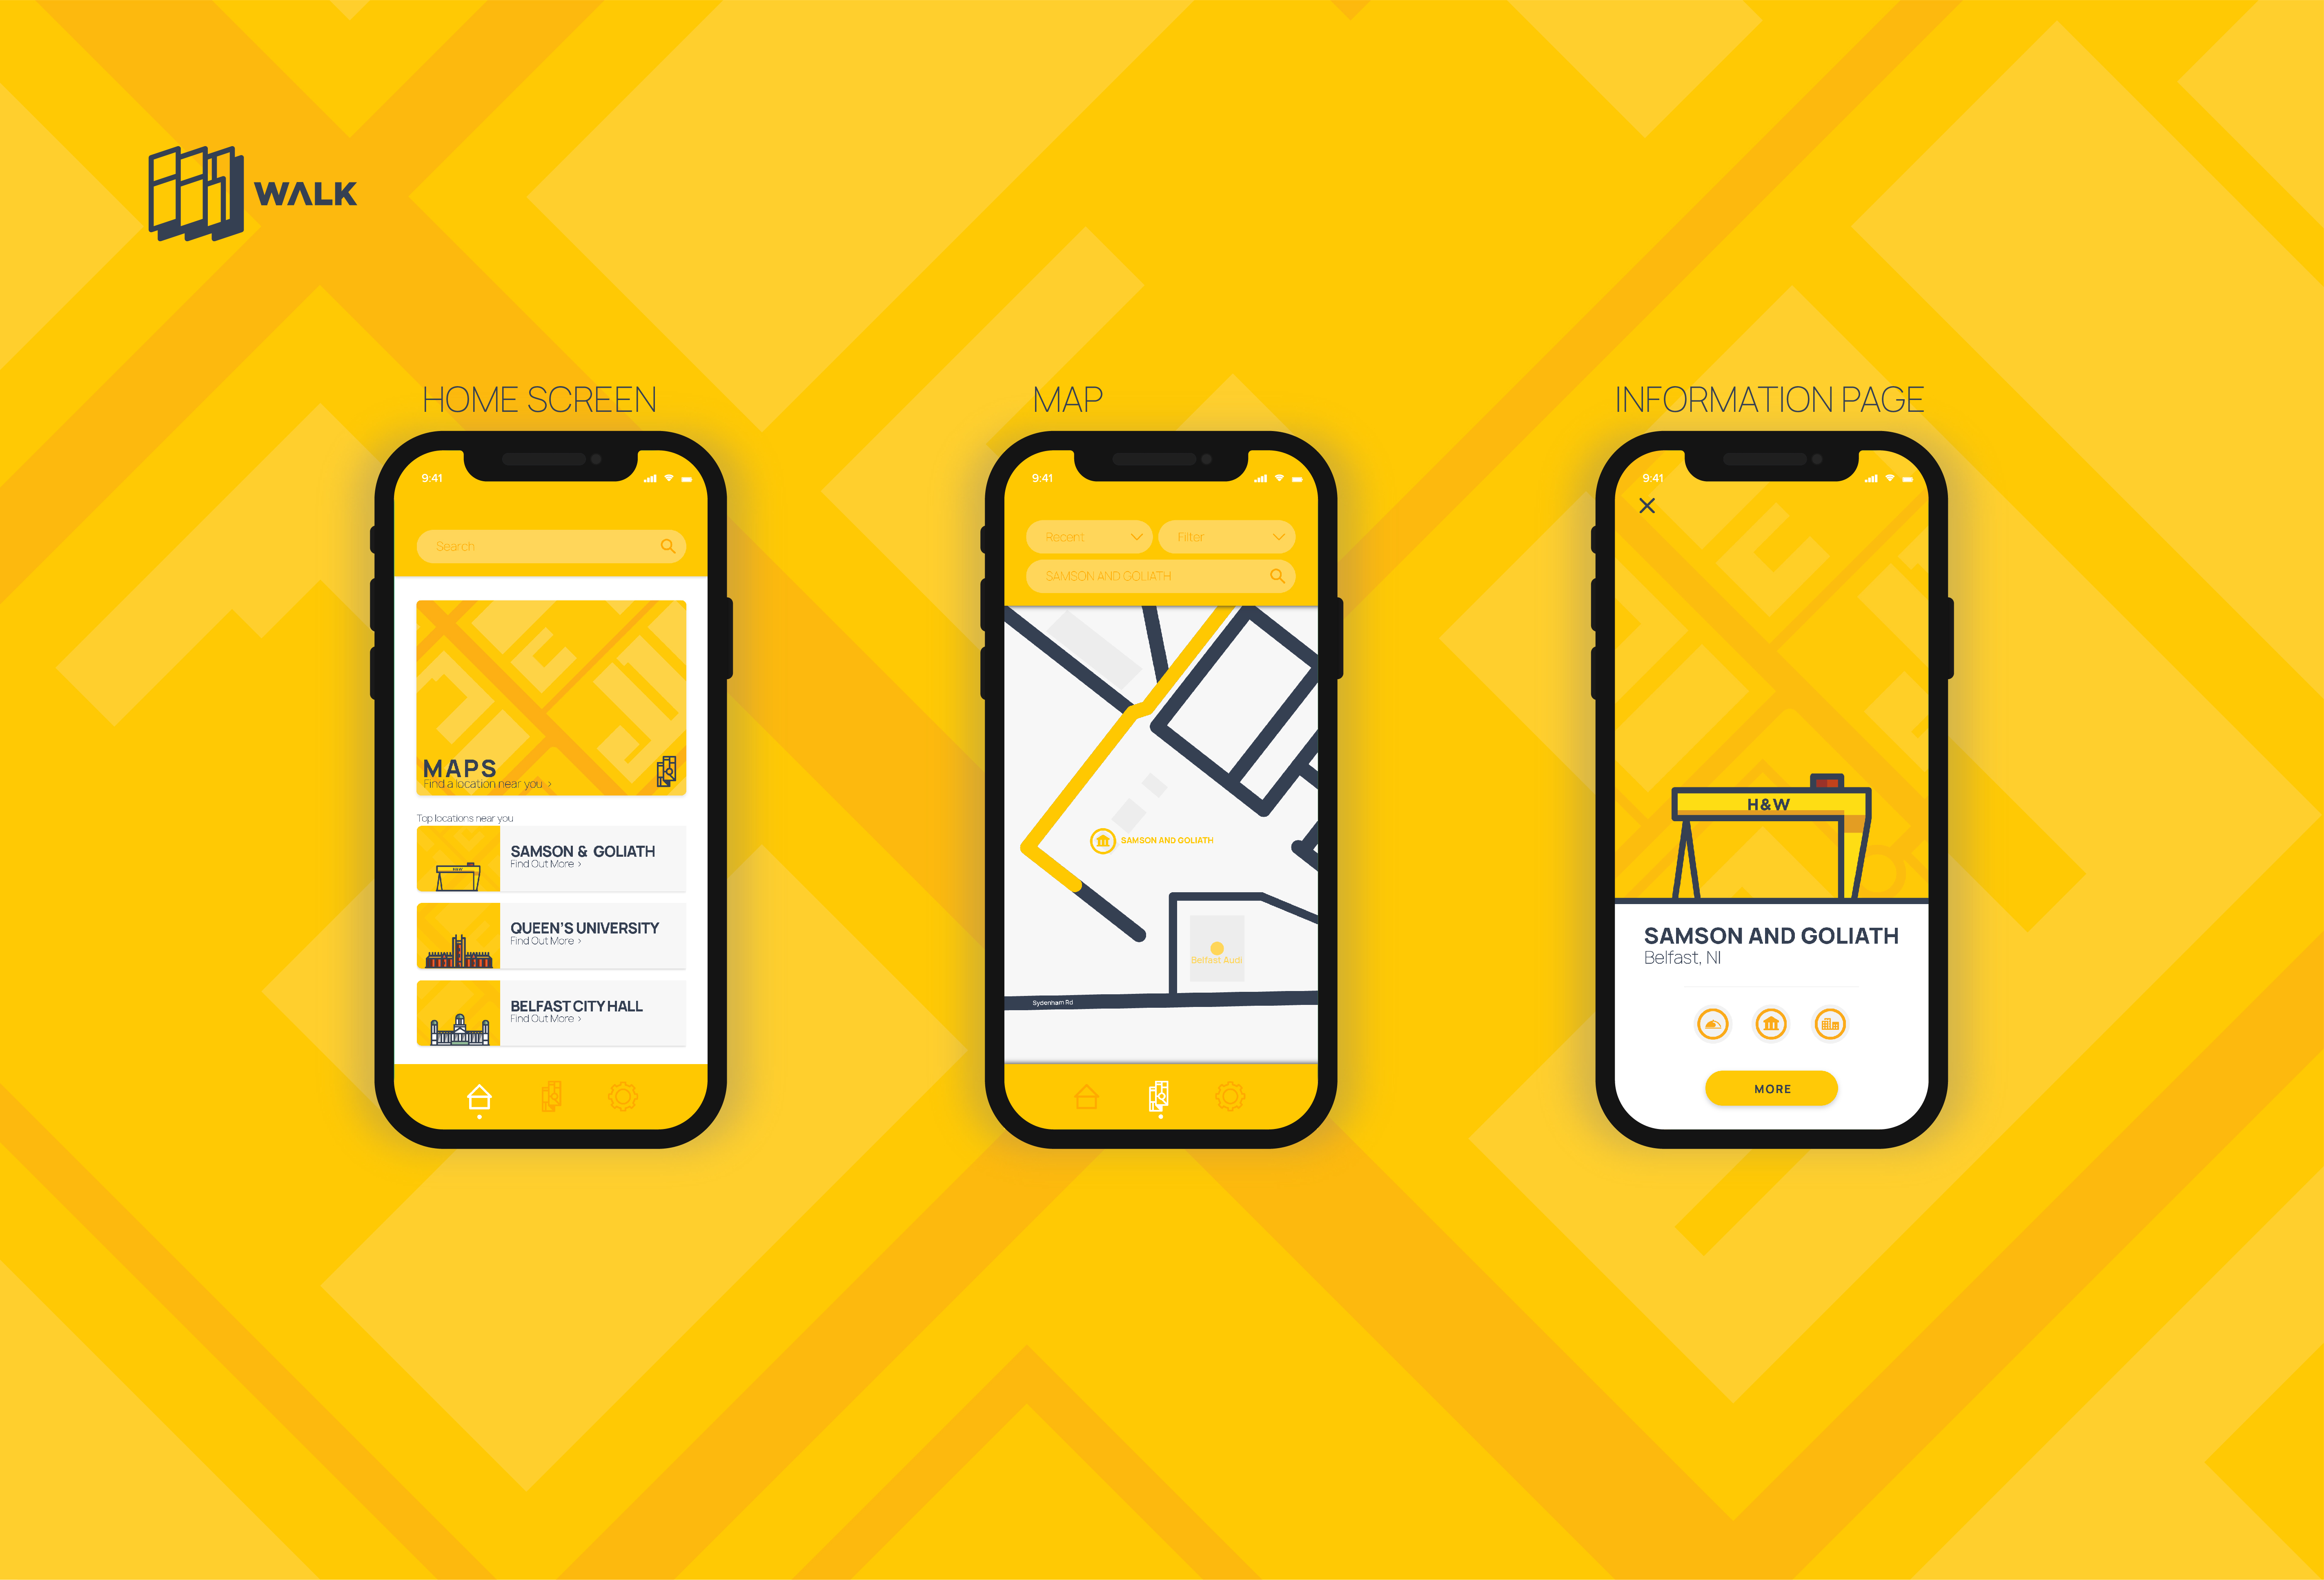 WALK
HOME SCREEN
9:41
Search
MAPS
Find a location near you >
Top locations near you
H&W
SAMSON & GOLIATH
Find Out More >
QUEEN'S UNIVERSITY
Find Out More >
BELFAST CITY HALL
Find Out More >
MAP
9:41
Recent
Filter
SAMSON AND GOLIATH
SAMSON AND GOLIATH
Belfast Audi
Sydenham Rd
INFORMATION PAGE
9:41
H&W
SAMSON AND GOLIATH
Belfast, NI
MORE